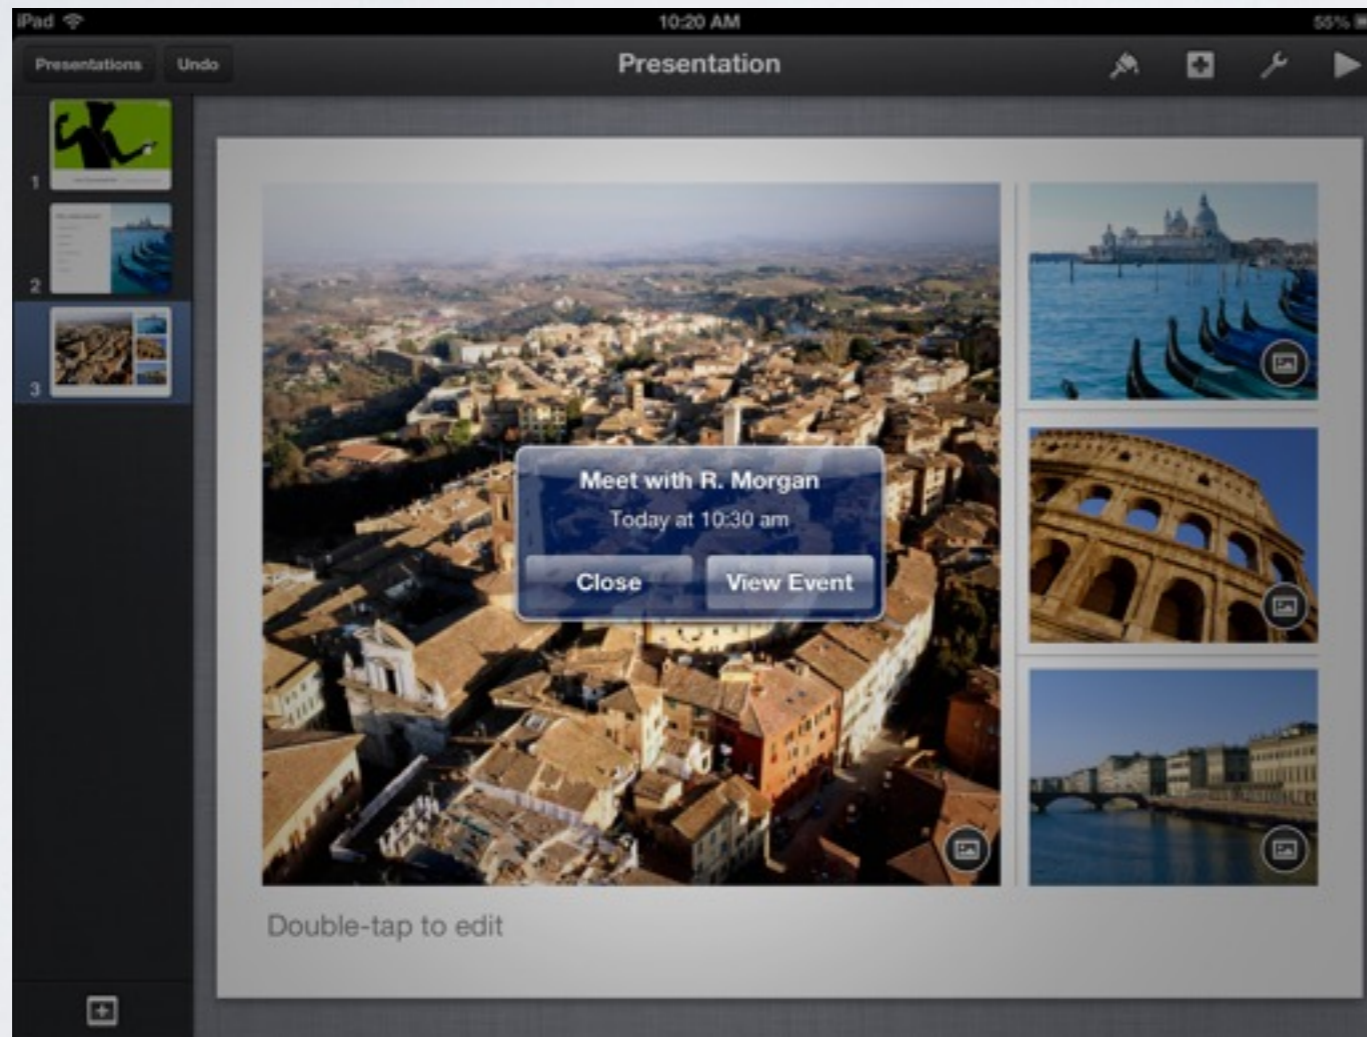 iPad
10:20 AM
55%
Presentations
Undo
Presentation
1
2
3
Meet with R. Morgan
Today at 10:30 am
Close
View Event
Double-tap to edit